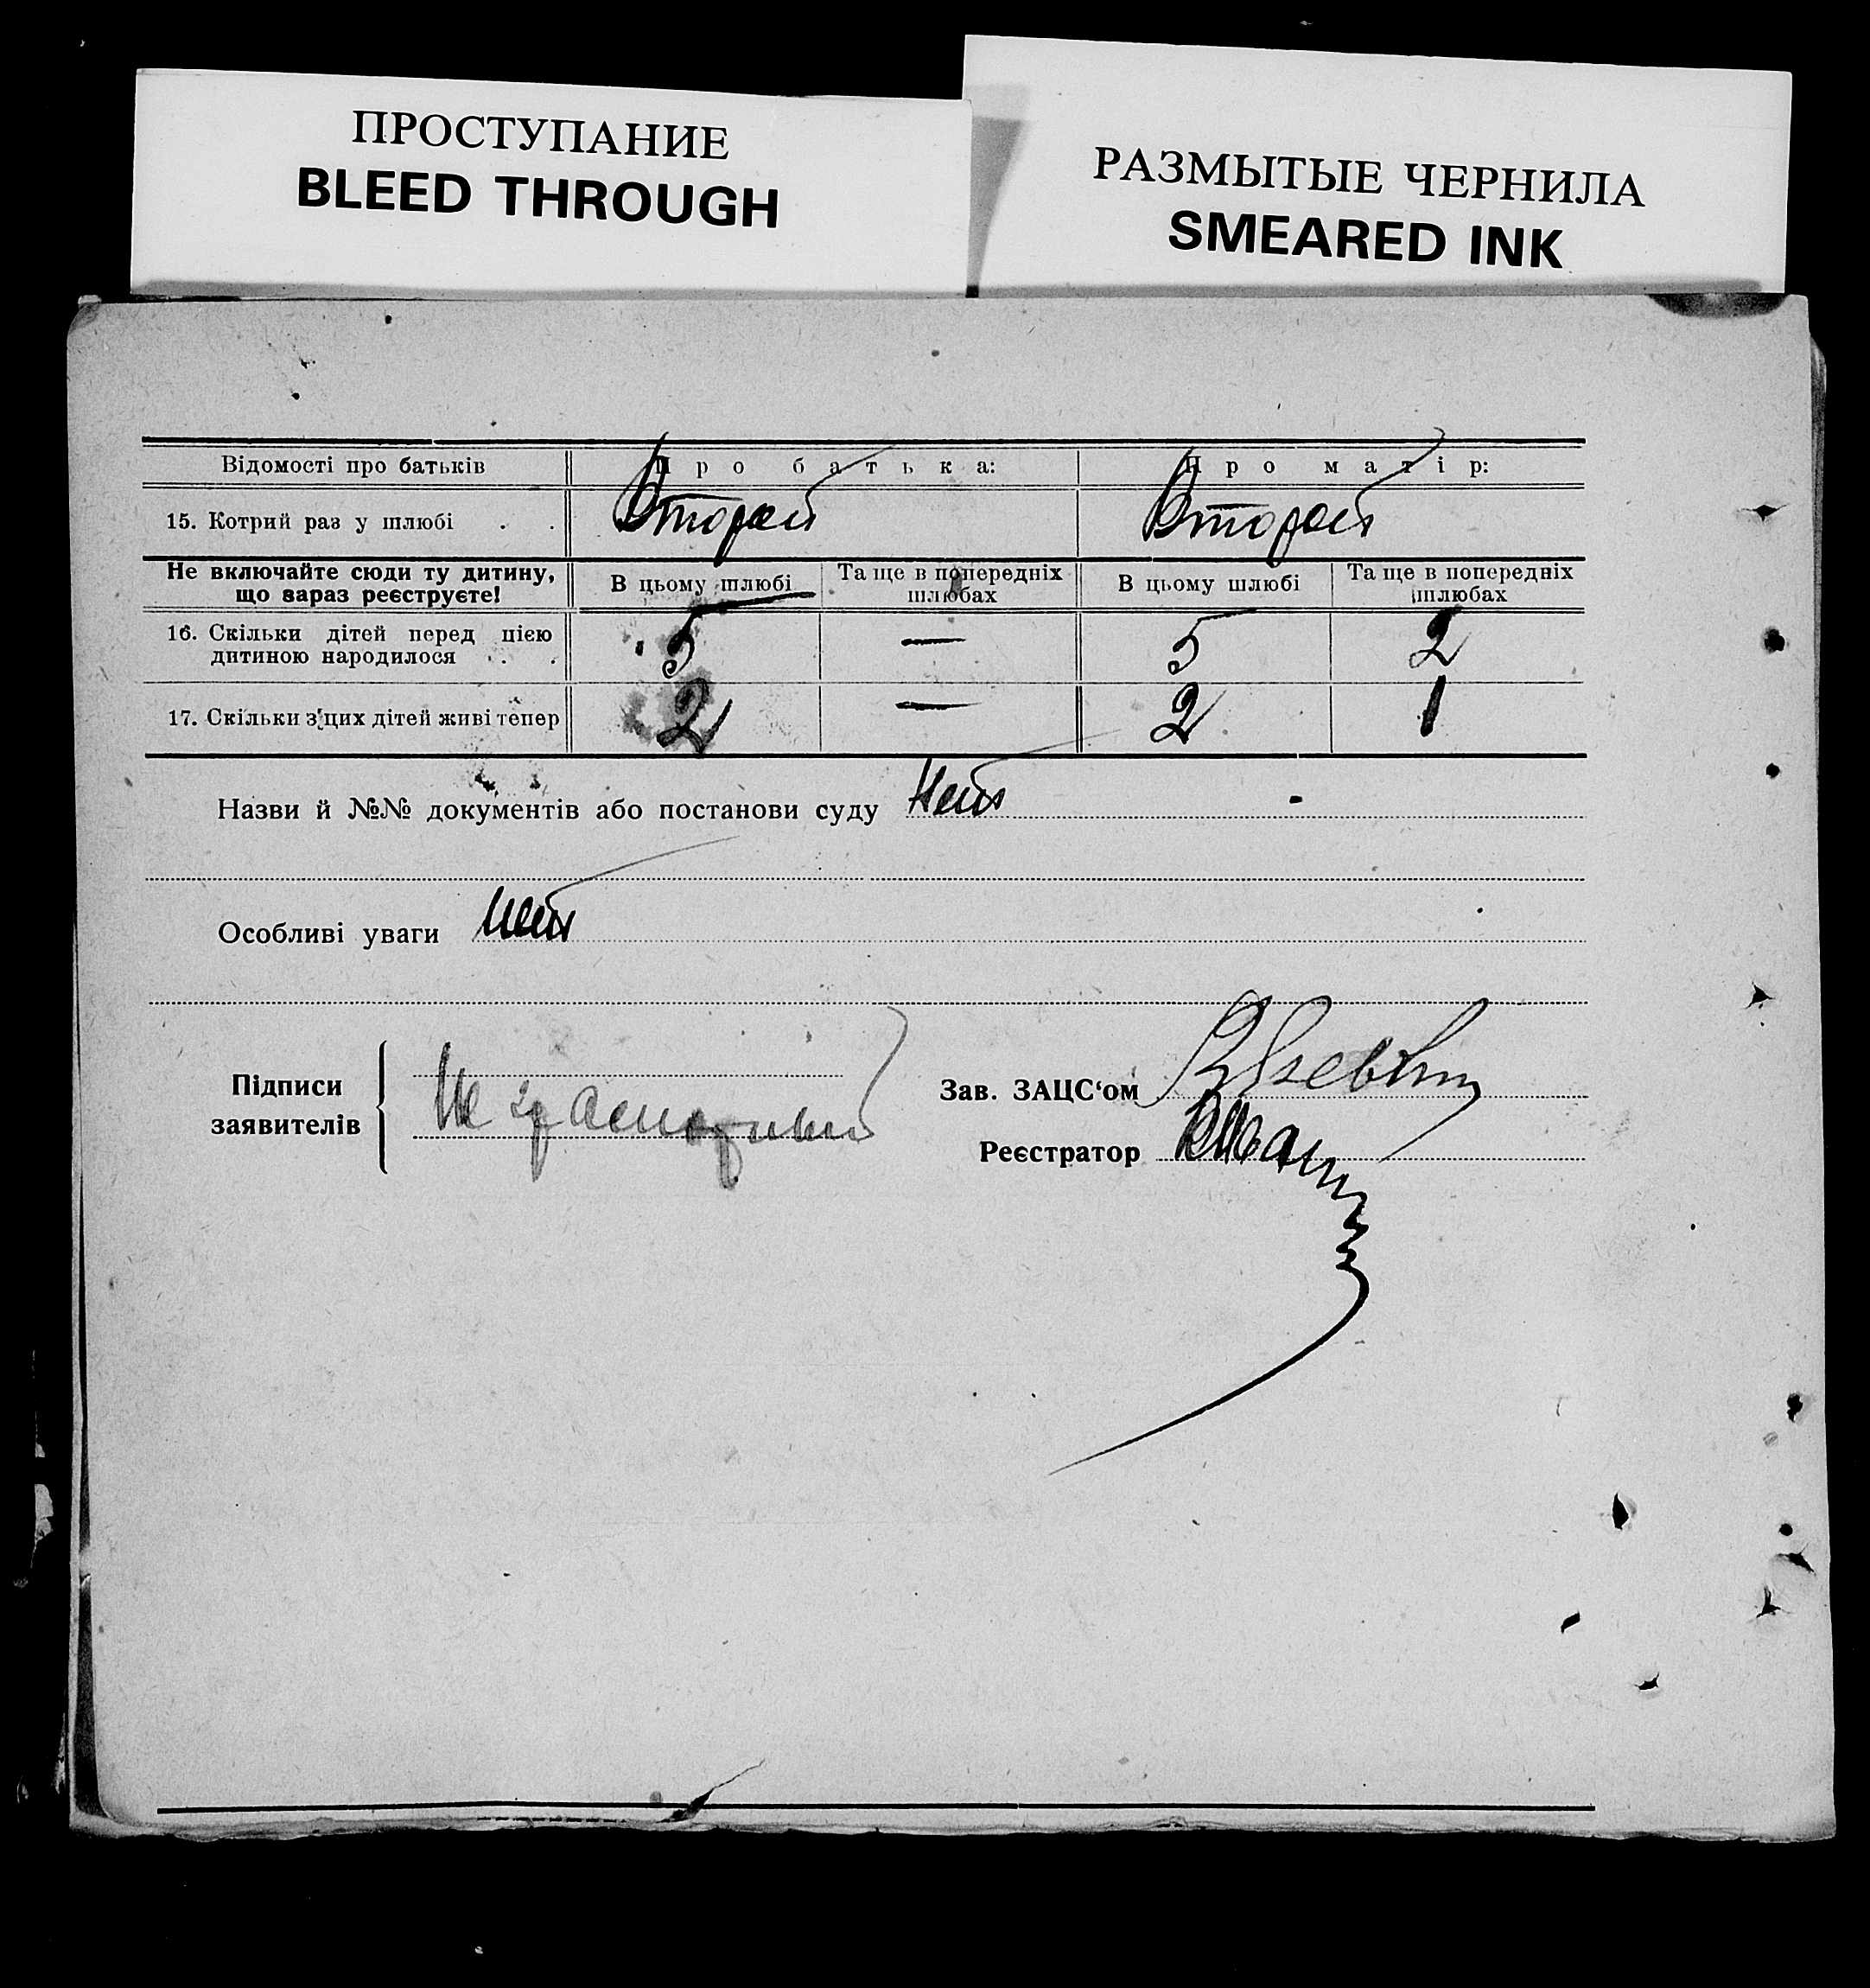 ПРОСТУПАНИЕ
BLEED THROUGH
РАЗМЫТЫЕ ЧЕРНИЛА
SMEARED INK
Відомості про батьків Про батька: Про матір:
15. Котрий раз у шлюбі . . Второй Второй
Не включайте сюди ту дитину, що вараз реєструєте! В цьому шлюбі Та ще в попередніх шлюбах В цьому шлюбі Та ще в попередніх шлюбах
16. Скільки дітей перед цією
дитиною народилося . . 5 — 5 2
17. Скільки з цих дітей живі тепер 2 — 2 1
Назви й №№ документів або постанови суду Нет
Особливі уваги нет
Підписи
заявителів
Зав. ЗАЦС‘ом
Реєстратор